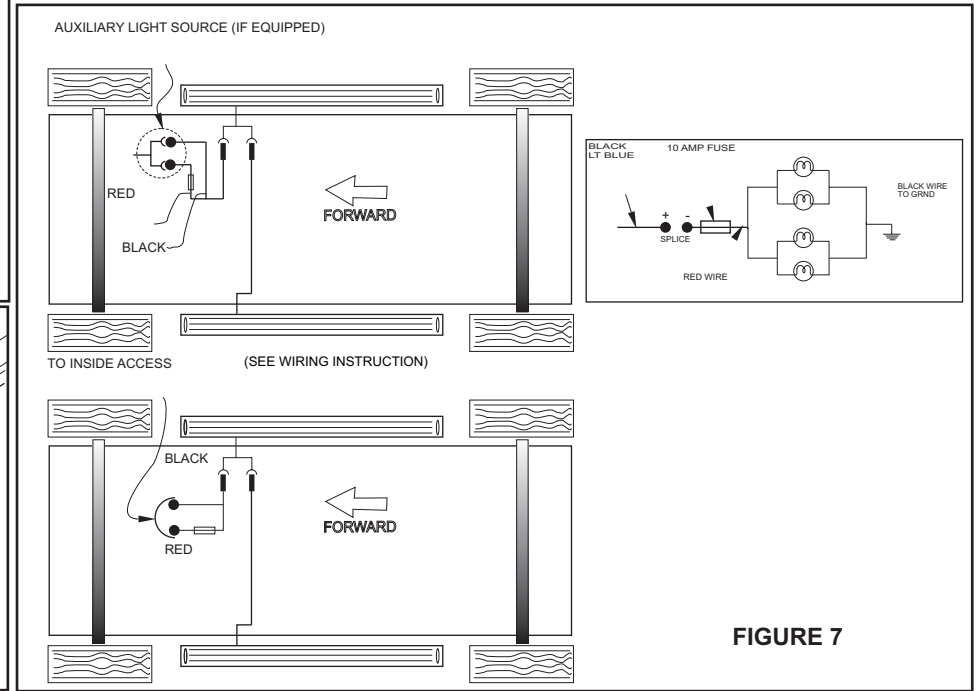 AUXILIARY LIGHT SOURCE (IF EQUIPPED)
RED
BLACK
FORWARD
TO INSIDE ACCESS
(SEE WIRING INSTRUCTION)
BLACK
LT BLUE
10 AMP FUSE
BLACK WIRE
TO GRND
+ -
SPLICE
RED WIRE
BLACK
RED
FORWARD
FIGURE 7